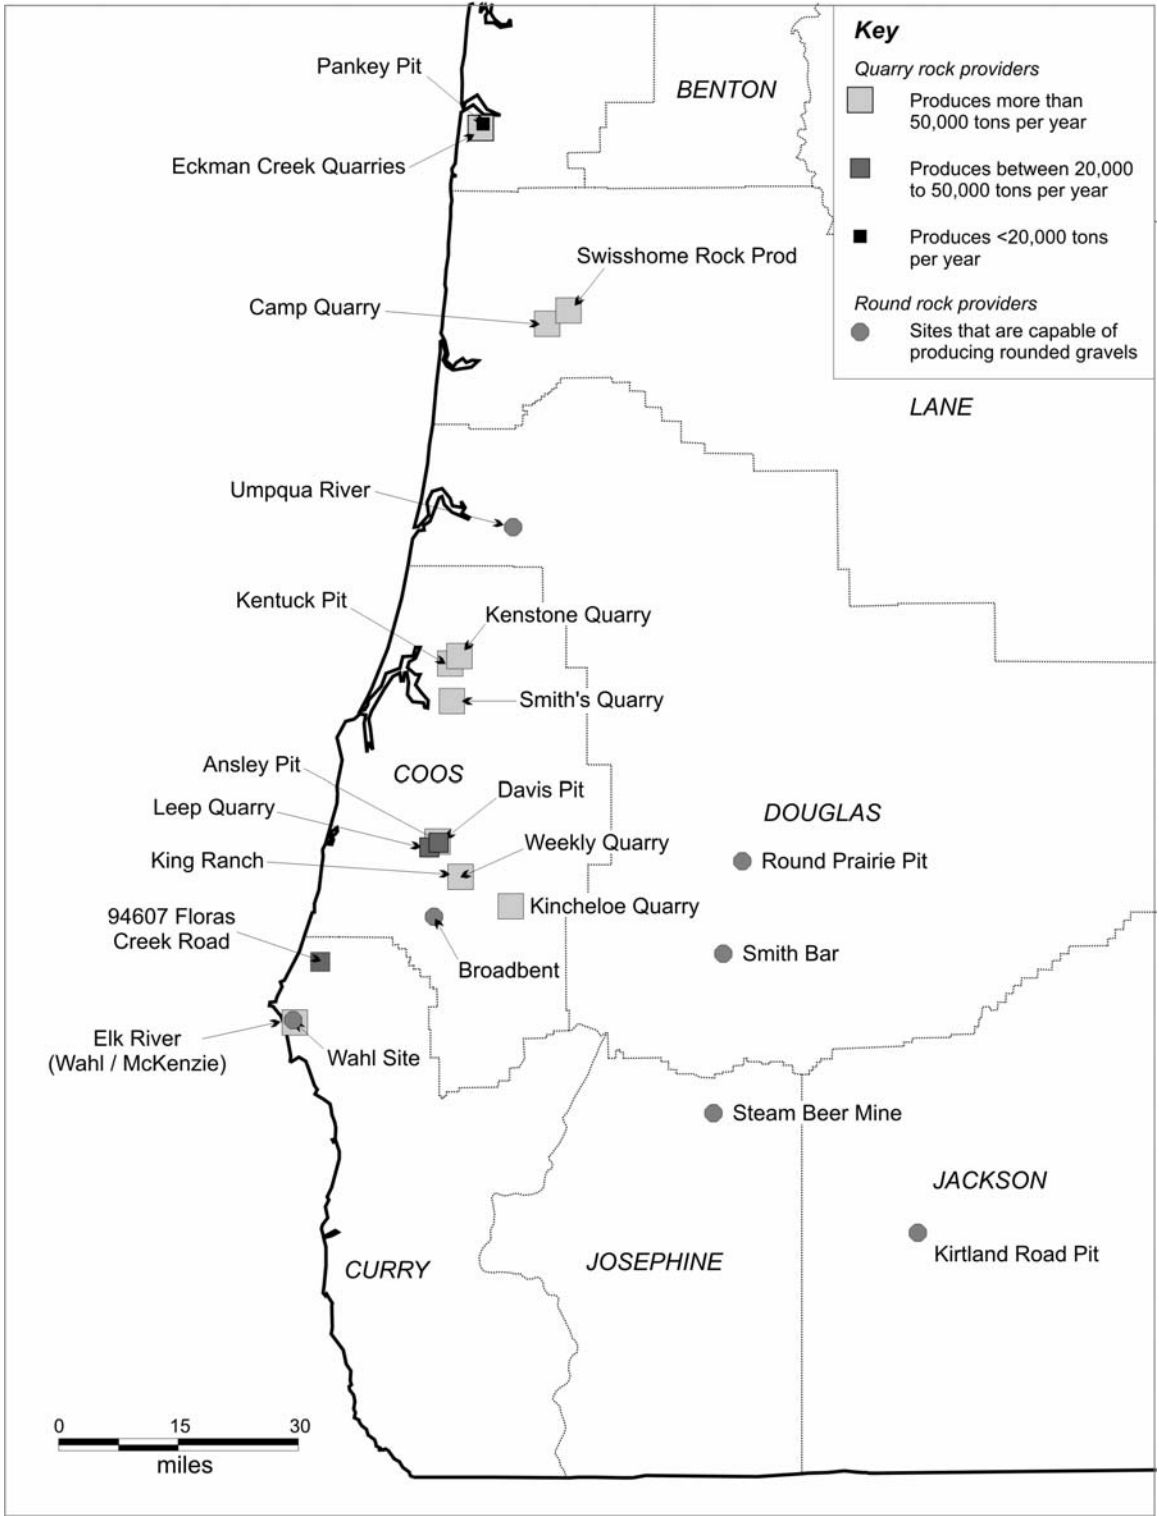 Pankey Pit
BENTON
Eckman Creek Quarries
Key
Quarry rock providers
Produces more than
50,000 tons per year
Produces between 20,000
to 50,000 tons per year
Produces <20,000 tons
per year
Round rock providers
Sites that are capable of
producing rounded gravels
Swisshome Rock Prod
Camp Quarry
LANE
Umpqua River
Kentuck Pit
Kenstone Quarry
Smith's Quarry
Ansley Pit
COOS
Davis Pit
Leep Quarry
DOUGLAS
Weekly Quarry
King Ranch
Round Prairie Pit
Kincheloe Quarry
94607 Floras
Creek Road
Smith Bar
Broadbent
Elk River
(Wahl / McKenzie)
Wahl Site
Steam Beer Mine
JACKSON
Kirtland Road Pit
CURRY
JOSEPHINE
0 15 30
miles